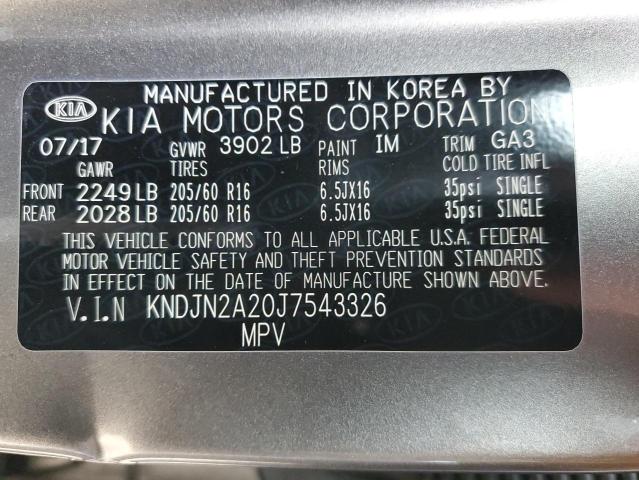 MANUFACTURED IN KOREA BY
KIA KIA MOTORS CORPORATION
07/17 GVWR 3902 LB PAINT IM TRIM GA3
GAWR TIRES RIMS COLD TIRE INFL
FRONT 2249 LB 205/60 R16 6.5JX16 35psi SINGLE
REAR 2028 LB 205/60 R16 6.5JX16 35psi SINGLE
THIS VEHICLE CONFORMS TO ALL APPLICABLE U.S.A. FEDERAL
MOTOR VEHICLE SAFETY AND THEFT PREVENTION STANDARDS
IN EFFECT ON THE DATE OF MANUFACTURE SHOWN ABOVE.
V.I.N KNDJN2A20J7543326
MPV